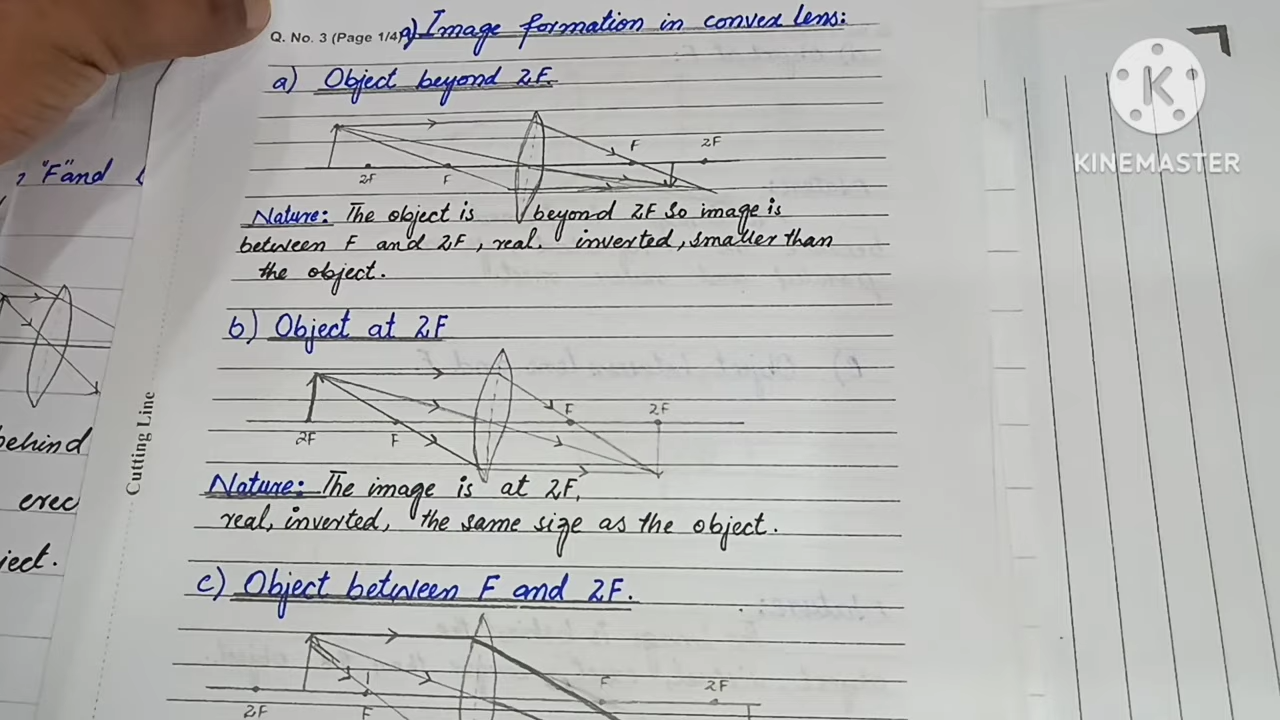 Q. No. 3 (Page 1/4) a) Image formation in convex lens:
a) Object beyond 2F.
F 2F
2F F
Nature: The object is beyond 2F so image is
between F and 2F, real. inverted, smaller than
the object.
b) Object at 2F
F 2F
2F F
Nature: The image is at 2F,
real, inverted, the same size as the object.
c) Object between F and 2F.
F 2F
2F F
"F" and
behind
erec
ject.
Cutting Line
K
KINEMASTER